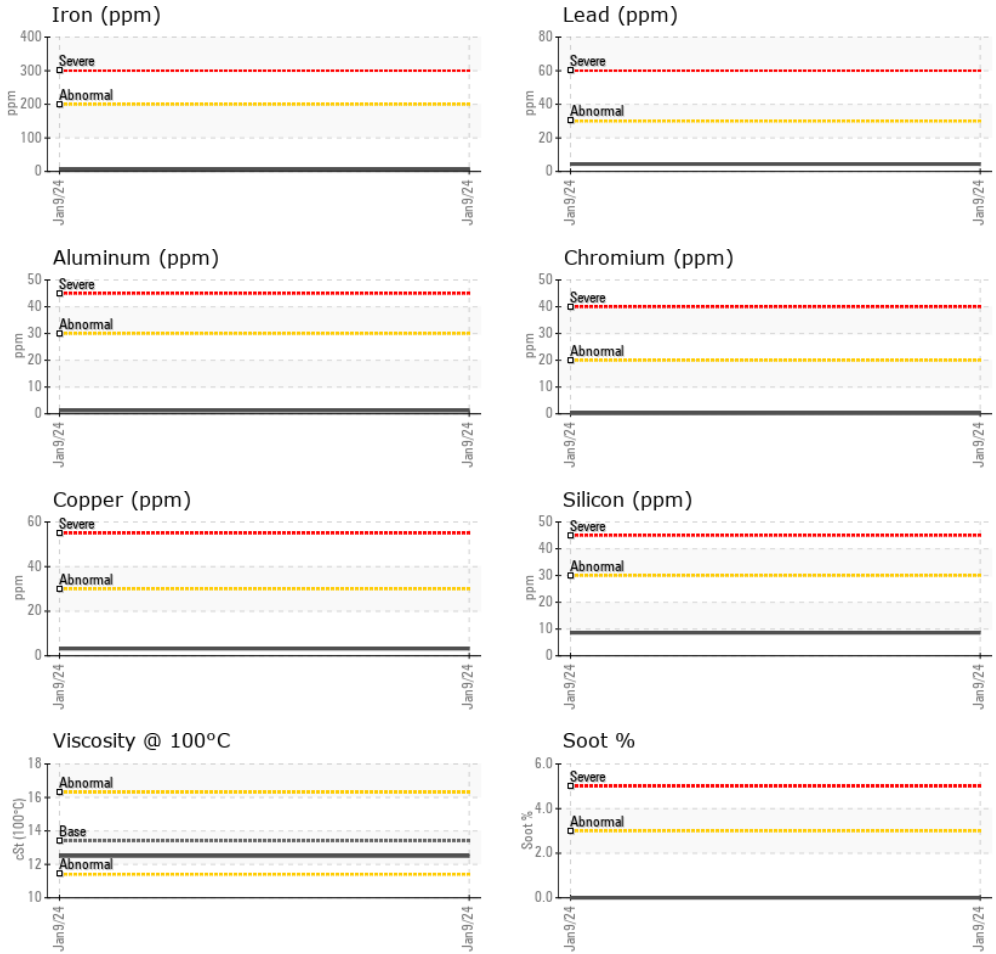 Iron (ppm)
400
300
200
100
0
ppm
Severe
Abnormal
Jan9/24
Jan9/24
Lead (ppm)
80
60
40
20
0
ppm
Severe
Abnormal
Jan9/24
Jan9/24
Aluminum (ppm)
50
40
30
20
10
0
ppm
Severe
Abnormal
Jan9/24
Jan9/24
Chromium (ppm)
50
40
30
20
10
0
ppm
Severe
Abnormal
Jan9/24
Jan9/24
Copper (ppm)
60
40
20
0
ppm
Severe
Abnormal
Jan9/24
Jan9/24
Silicon (ppm)
50
40
30
20
10
0
ppm
Severe
Abnormal
Jan9/24
Jan9/24
Viscosity @ 100°C
18
16
14
12
10
cSt (100°C)
Abnormal
Base
Abnormal
Jan9/24
Jan9/24
Soot %
6.0
4.0
2.0
0.0
Soot %
Severe
Abnormal
Jan9/24
Jan9/24